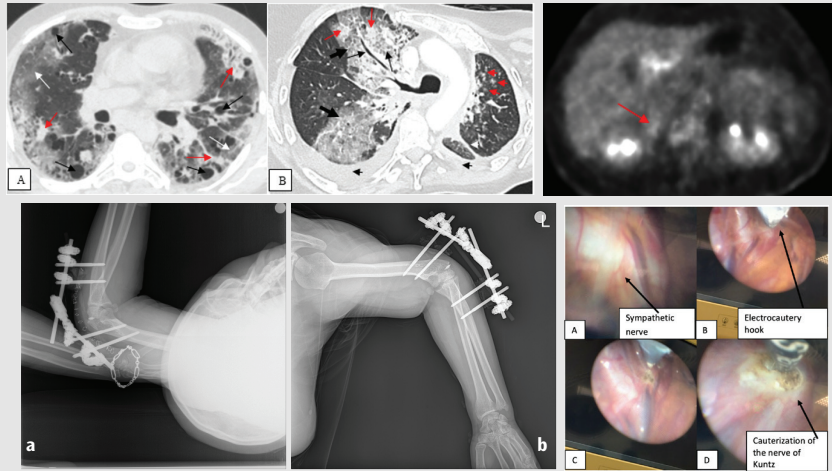 A
B
L
a
b
A
Sympathetic
nerve
B
Electrocautery
hook
C
D
Cauterization of
the nerve of
Kuntz